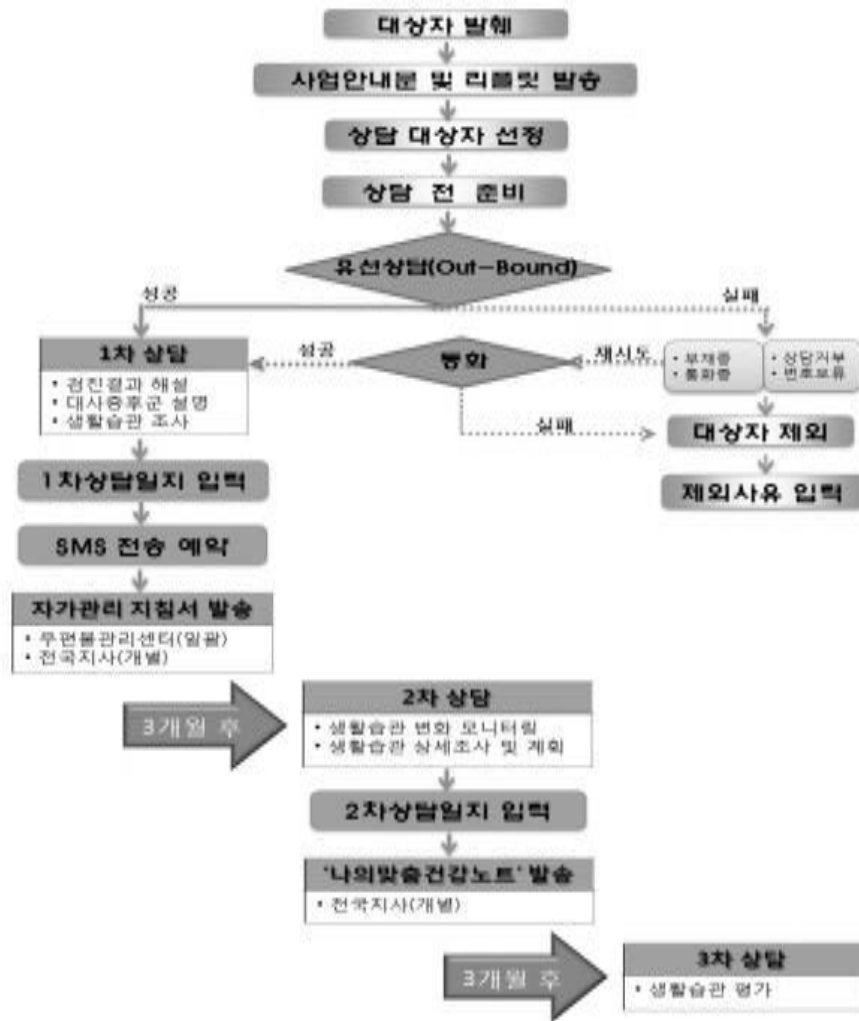 대상자 발췌
사업안내문 및 리플릿 발송
상담 대상자 선정
상담 전 준비
유선상담(Out-Bound)
성공
실패
1차 상담
• 검진결과 해설
• 대사증후군 설명
• 생활습관 조사
성공
통화
재시도
• 부재중
• 통화중
• 상담거부
• 번호보류
실패
대상자 제외
제외사유 입력
1차상담일지 입력
SMS 전송 예약
자가관리 지침서 발송
• 우편물관리센터(일괄)
• 전국지사(개별)
3개월 후
2차 상담
• 생활습관 변화 모니터링
• 생활습관 상세조사 및 계획
2차상담일지 입력
'나의맞춤건강노트' 발송
• 전국지사(개별)
3개월 후
3차 상담
• 생활습관 평가